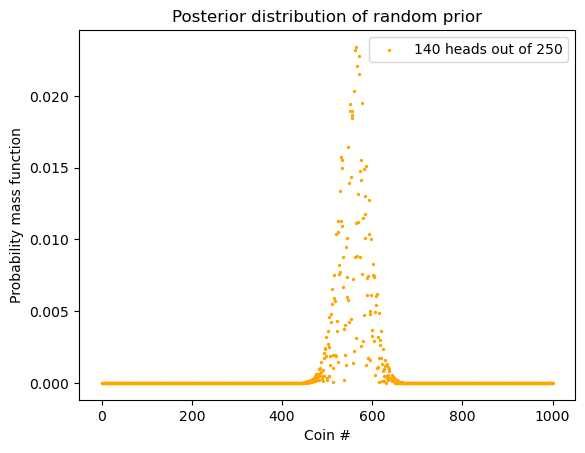 Posterior distribution of random prior
140 heads out of 250
Probability mass function
0.020
0.015
0.010
0.005
0.000
0
200
400
600
800
1000
Coin #